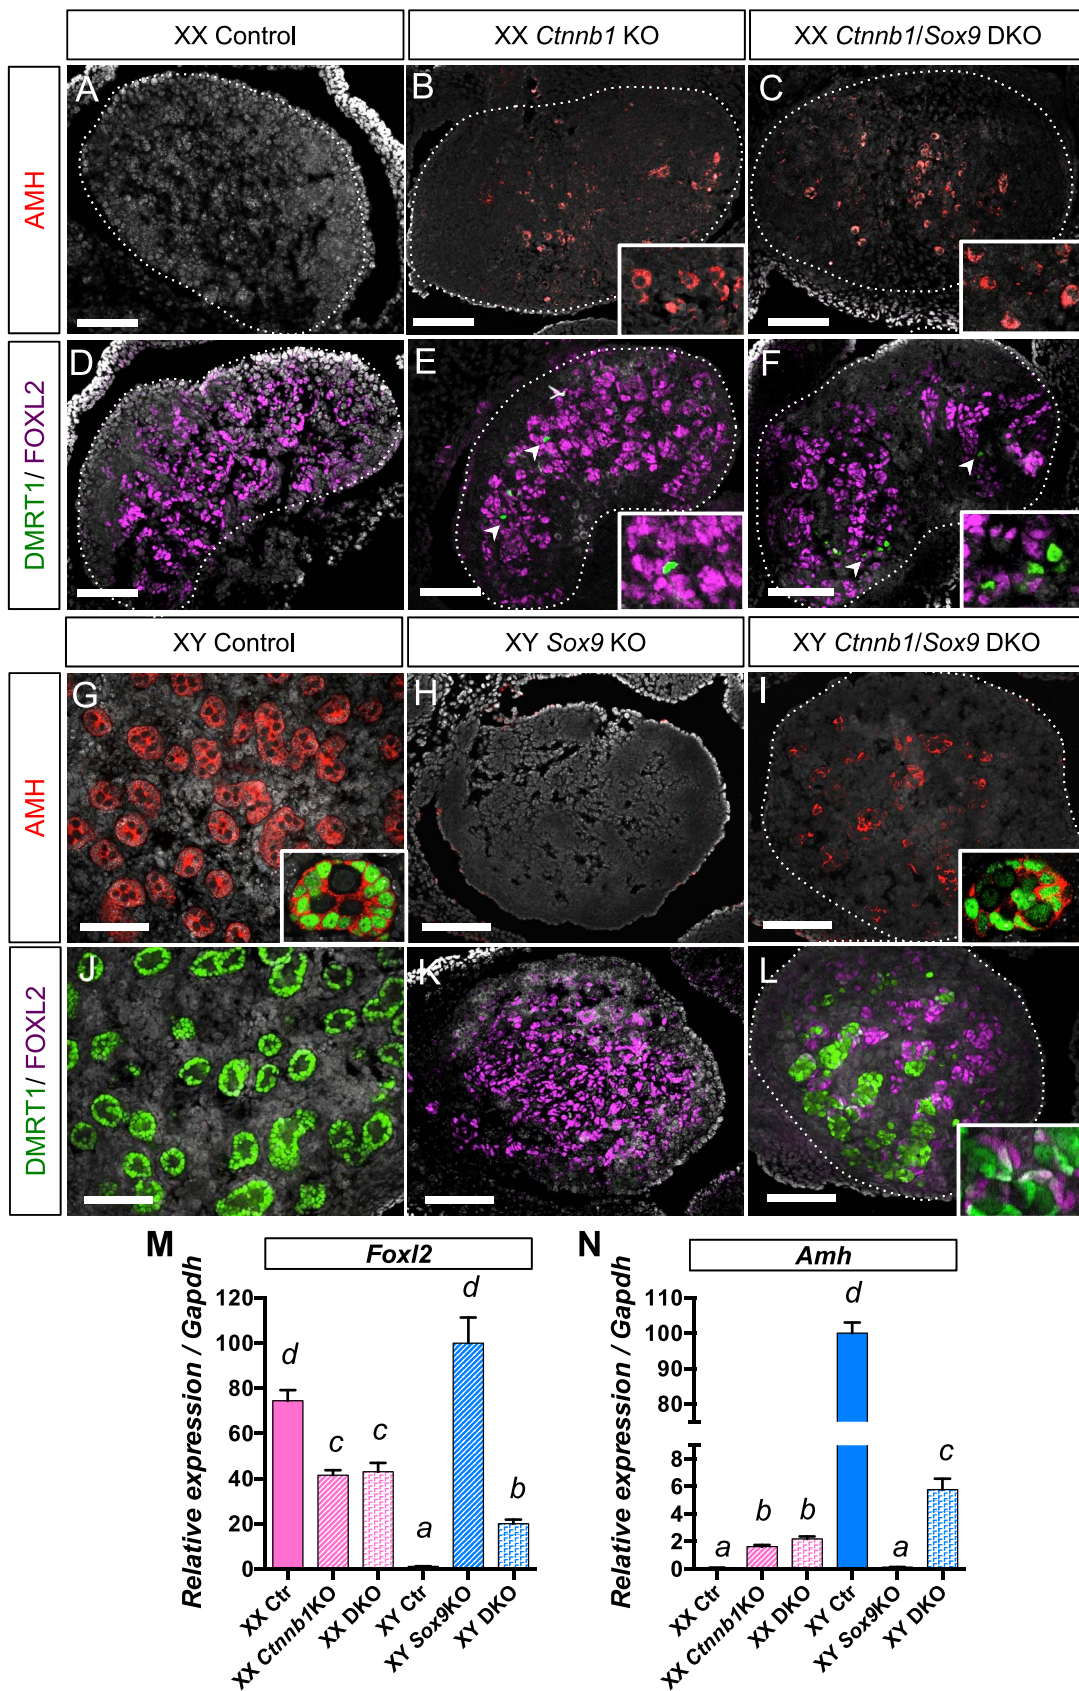 XX Control
XX Ctnnb1 KO
XX Ctnnb1/Sox9 DKO
AMH
A
B
C
DMRT1/ FOXL2
D
E
F
XY Control
XY Sox9 KO
XY Ctnnb1/Sox9 DKO
AMH
G
H
I
DMRT1/ FOXL2
J
K
L
M
Foxl2
Relative expression / Gapdh
120
100
80
60
40
20
0
d
c
c
a
d
b
XX Ctr
XX Ctnnb1KO
XX DKO
XY Ctr
XY Sox9KO
XY DKO
N
Amh
Relative expression / Gapdh
110
100
90
80
8
6
4
2
0
a
b
b
d
a
c
XX Ctr
XX Ctnnb1KO
XX DKO
XY Ctr
XY Sox9KO
XY DKO